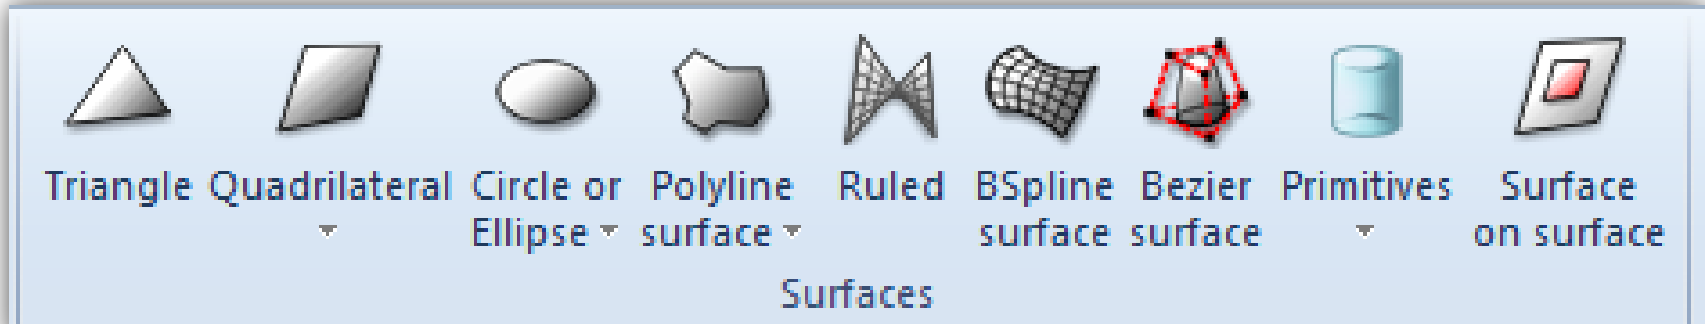 Triangle
Quadrilateral
Circle or
Ellipse
Polyline
surface
Ruled
BSpline
surface
Bezier
surface
Primitives
Surface
on surface
Surfaces